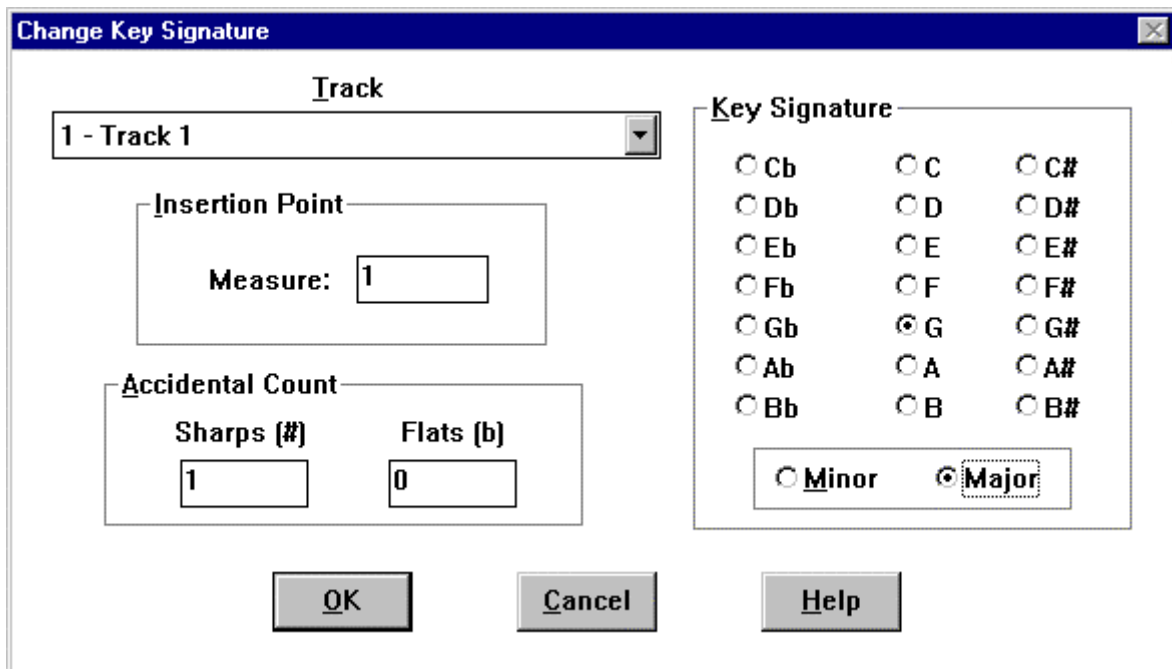 Change Key Signature
Track
1 - Track 1
Insertion Point
Measure: 1
Accidental Count
Sharps (#) Flats (b)
1 0
Key Signature
Cb C C#
Db D D#
Eb E E#
Fb F F#
Gb G G#
Ab A A#
Bb B B#
Minor Major
OK Cancel Help